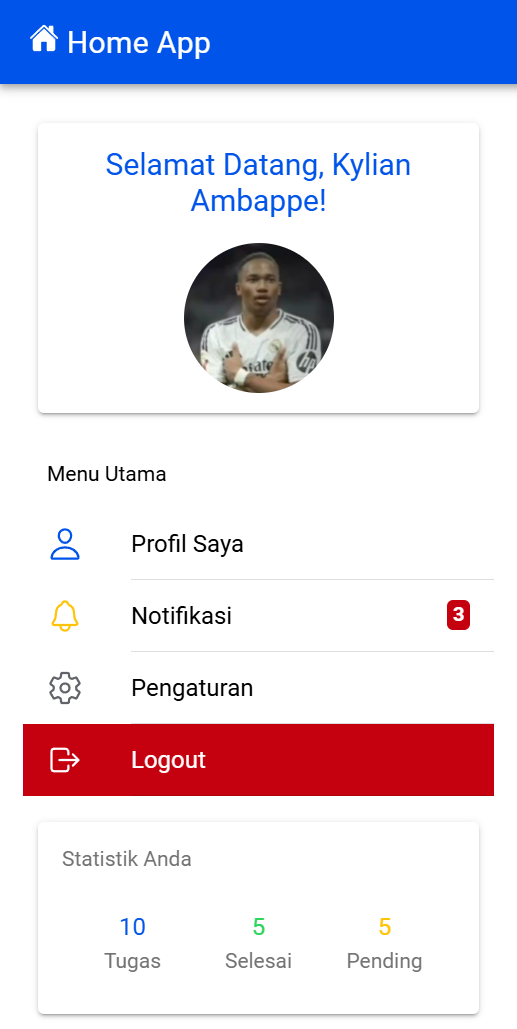 Home App
Selamat Datang, Kylian
Ambappe!
hp
Menu Utama
Profil Saya
Notifikasi
3
Pengaturan
Logout
Statistik Anda
10
5
5
Tugas
Selesai
Pending